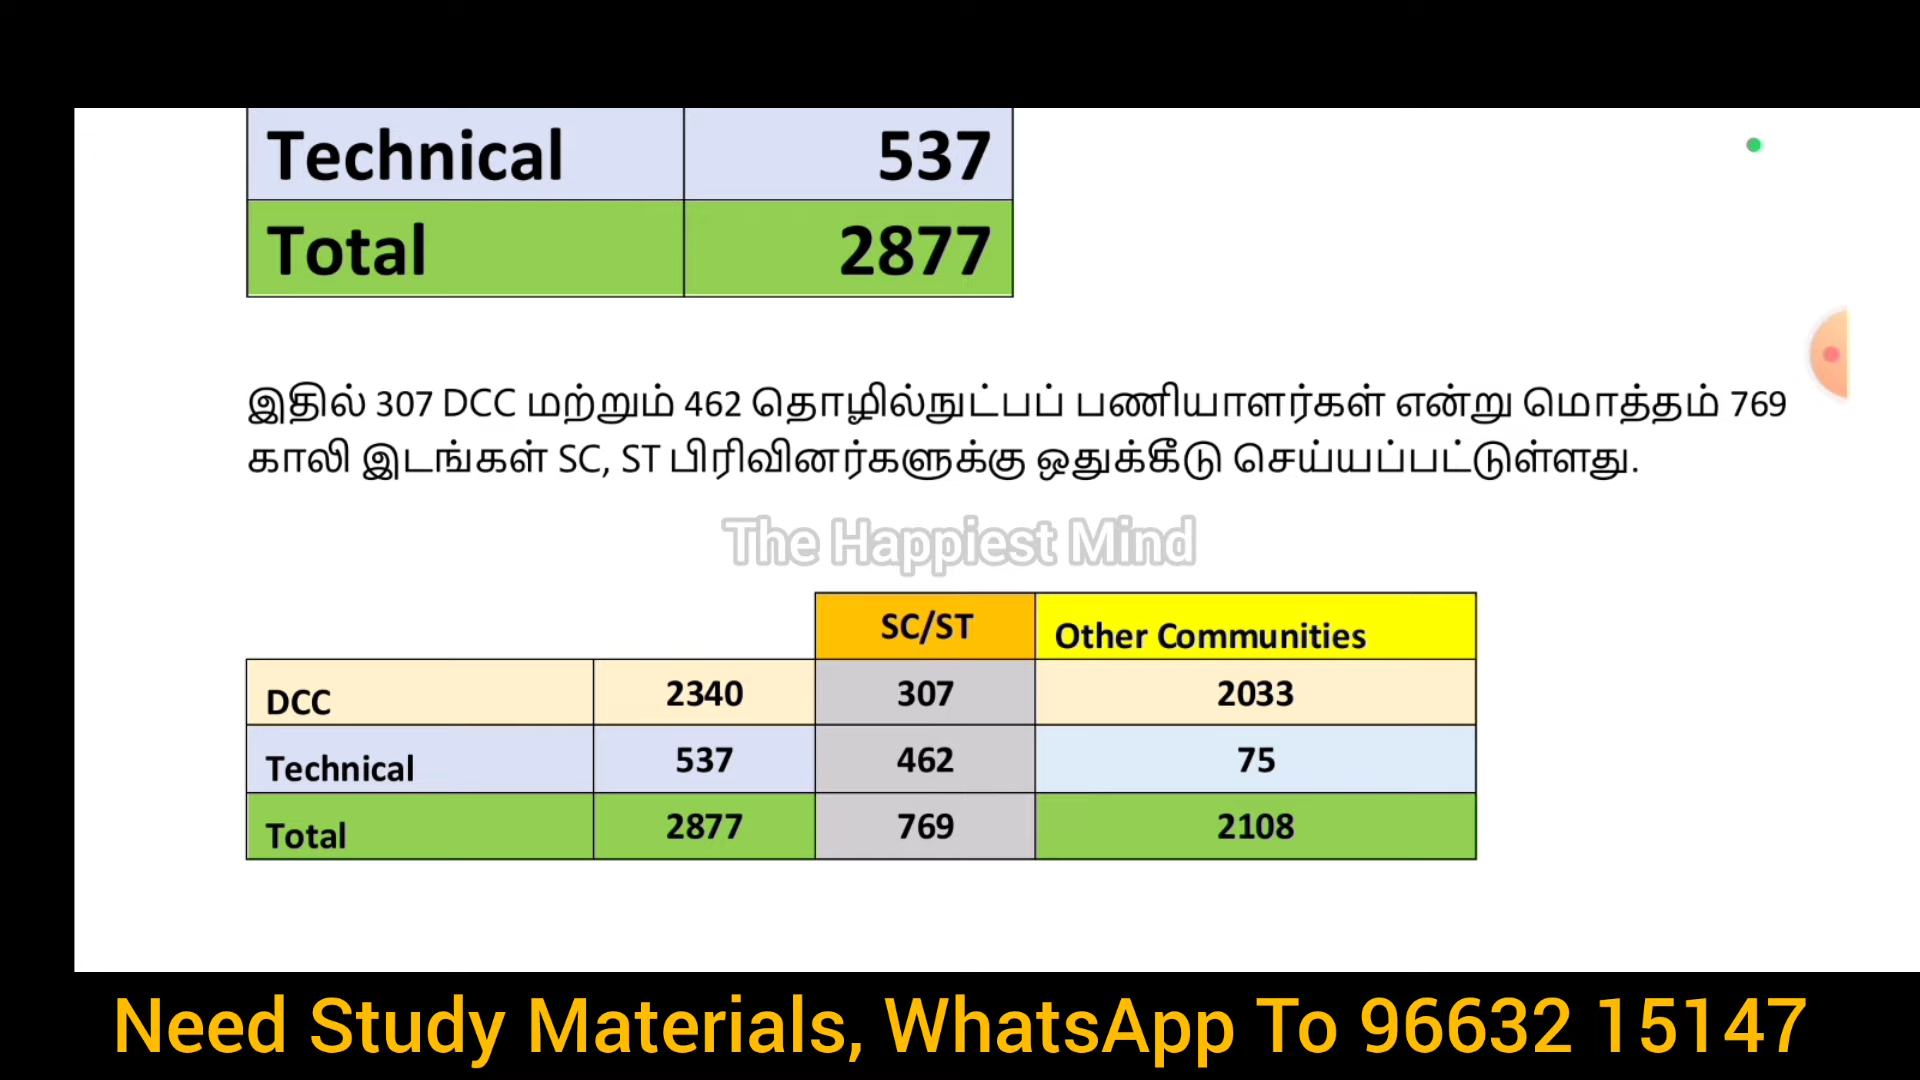 Technical 537
Total 2877
இதில் 307 DCC மற்றும் 462 தொழில்நுட்பப் பணியாளர்கள் என்று மொத்தம் 769
காலி இடங்கள் SC, ST பிரிவினர்களுக்கு ஒதுக்கீடு செய்யப்பட்டுள்ளது.
The Happiest Mind
SC/ST Other Communities
DCC 2340 307 2033
Technical 537 462 75
Total 2877 769 2108
Need Study Materials, WhatsApp To 96632 15147